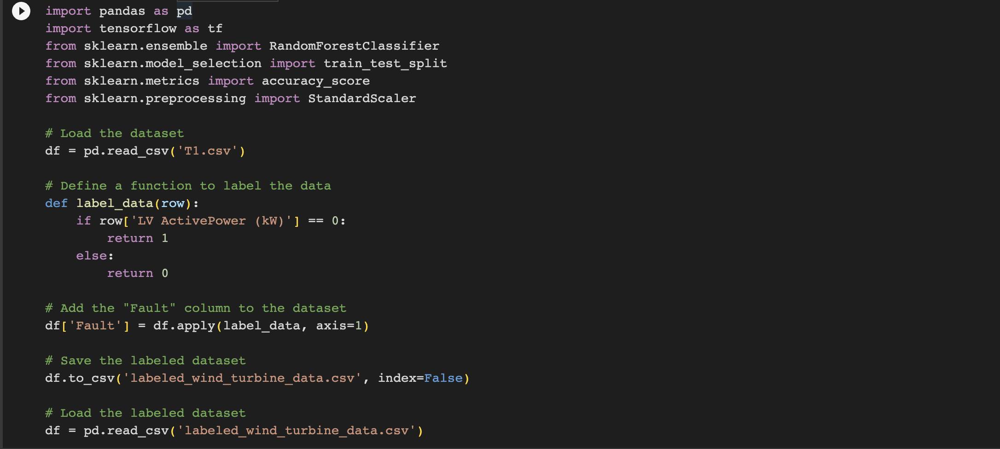 import pandas as pd
import tensorflow as tf
from sklearn.ensemble import RandomForestClassifier
from sklearn.model_selection import train_test_split
from sklearn.metrics import accuracy_score
from sklearn.preprocessing import StandardScaler
# Load the dataset
df = pd.read_csv('T1.csv')
# Define a function to label the data
def label_data(row):
    if row['LV ActivePower (kW)'] == 0:
        return 1
    else:
        return 0
# Add the "Fault" column to the dataset
df['Fault'] = df.apply(label_data, axis=1)
# Save the labeled dataset
df.to_csv('labeled_wind_turbine_data.csv', index=False)
# Load the labeled dataset
df = pd.read_csv('labeled_wind_turbine_data.csv')